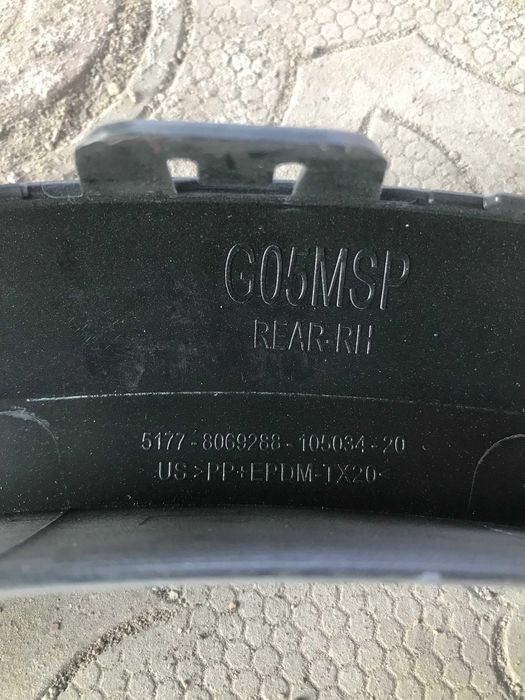 G05MSP
REAR-RH
5177-8069288-105034-20
US >PP+EPDM-TX20<